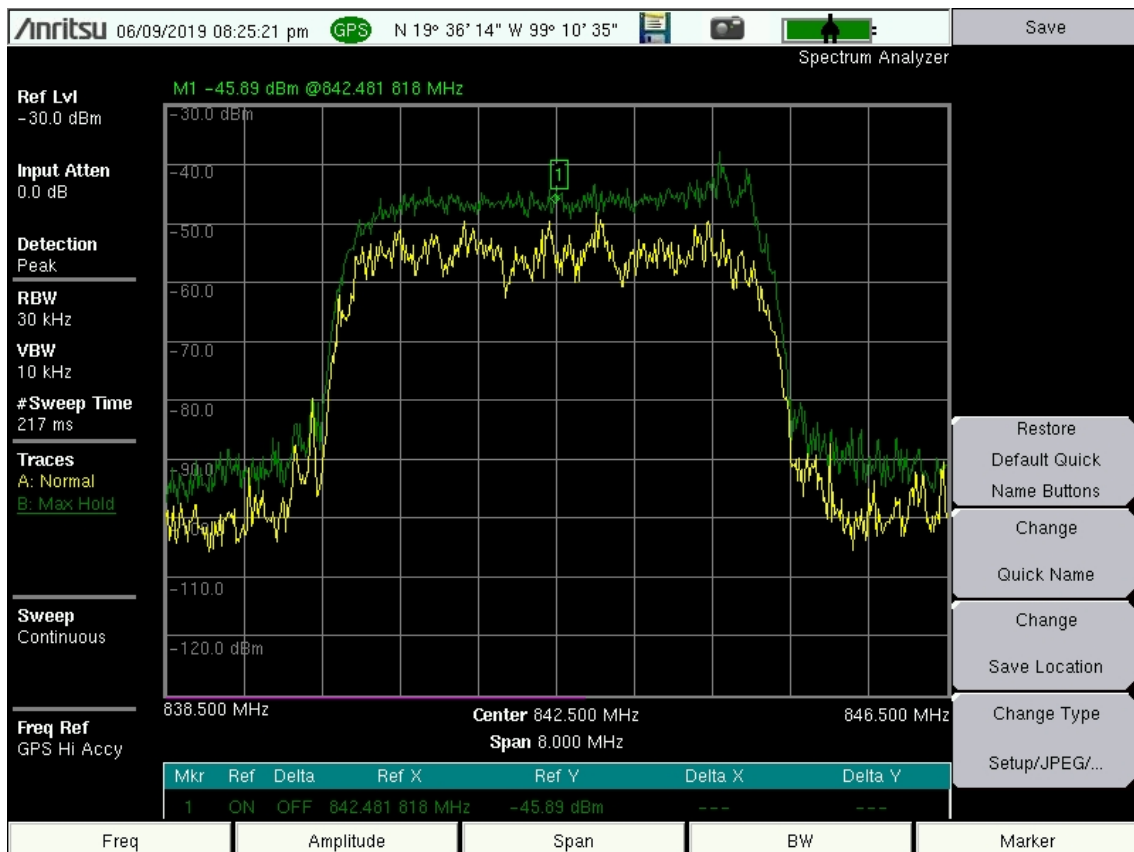 Anritsu 06/09/2019 08:25:21 pm GPS N 19° 36' 14" W 99° 10' 35" Save
Spectrum Analyzer
M1 -45.89 dBm @842.481 818 MHz
Ref Lvl
-30.0 dBm
Input Atten
0.0 dB
Detection
Peak
RBW
30 kHz
VBW
10 kHz
#Sweep Time
217 ms
Traces
A: Normal
B: Max Hold
Sweep
Continuous
Freq Ref
GPS Hi Accy
-30.0 dBm
-40.0
-50.0
-60.0
-70.0
-80.0
-90.0
-110.0
-120.0 dBm
1
838.500 MHz Center 842.500 MHz 846.500 MHz
Span 8.000 MHz
Mkr Ref Delta Ref X Ref Y Delta X Delta Y
1 ON OFF 842.481 818 MHz -45.89 dBm --- ---
Restore
Default Quick
Name Buttons
Change
Quick Name
Change
Save Location
Change Type
Setup/JPEG/...
Freq Amplitude Span BW Marker